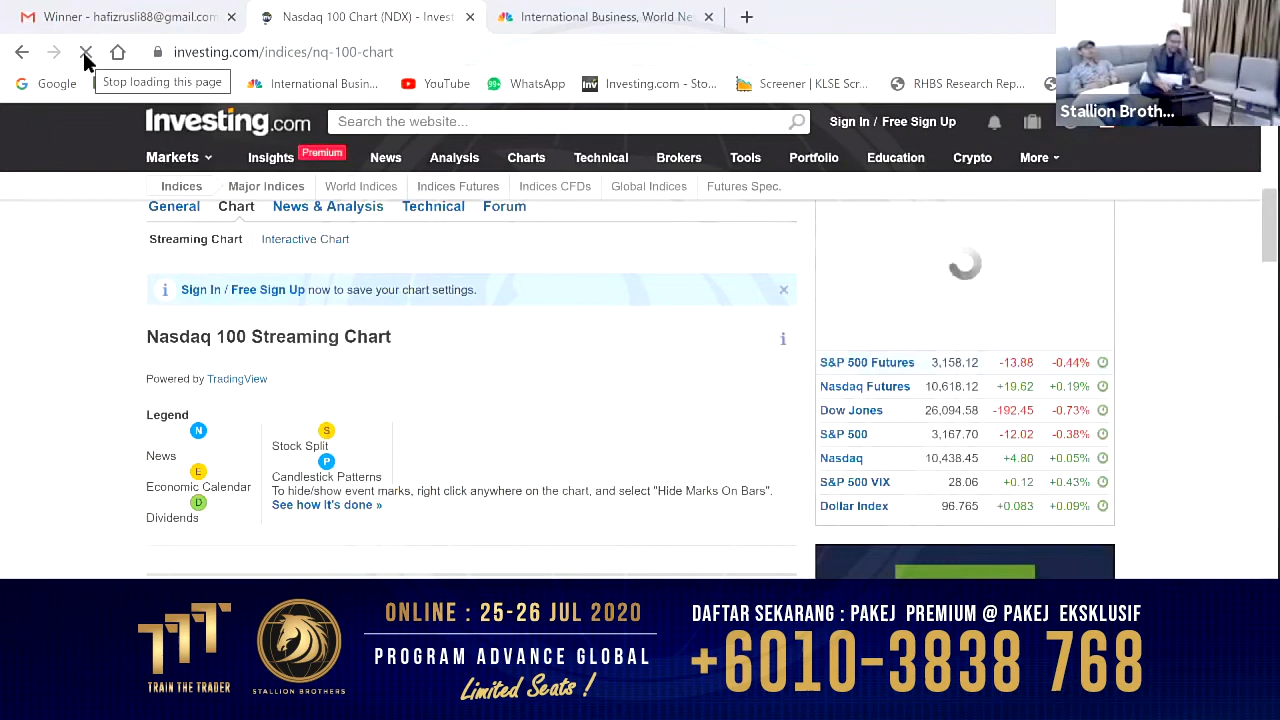 Winner - hafizrusli88@gmail.com
Nasdaq 100 Chart (NDX) - Invest
International Business, World Ne
investing.com/indices/nq-100-chart
Stop loading this page
Google
International Busin...
YouTube
WhatsApp
Inv
Investing.com - Sto...
Screener | KLSE Scr...
RHBS Research Rep...
Stallion Broth...
Investing.com
Search the website...
Sign In / Free Sign Up
Markets
Insights
Premium
News
Analysis
Charts
Technical
Brokers
Tools
Portfolio
Education
Crypto
More
Indices
Major Indices
World Indices
Indices Futures
Indices CFDs
Global Indices
Futures Spec.
General
Chart
News & Analysis
Technical
Forum
Streaming Chart
Interactive Chart
Sign In / Free Sign Up now to save your chart settings.
Nasdaq 100 Streaming Chart
Powered by TradingView
Legend
N
News
E
Economic Calendar
D
Dividends
S
Stock Split
P
Candlestick Patterns
To hide/show event marks, right click anywhere on the chart, and select "Hide Marks On Bars".
See how it's done »
S&P 500 Futures 3,158.12 -13.88 -0.44%
Nasdaq Futures 10,618.12 +19.62 +0.19%
Dow Jones 26,094.58 -192.45 -0.73%
S&P 500 3,167.70 -12.02 -0.38%
Nasdaq 10,438.45 +4.80 +0.05%
S&P 500 VIX 28.06 +0.12 +0.43%
Dollar Index 96.765 +0.083 +0.09%
TTT
TRAIN THE TRADER
STALLION BROTHERS
ONLINE : 25-26 JUL 2020
PROGRAM ADVANCE GLOBAL
Limited Seats !
DAFTAR SEKARANG : PAKEJ PREMIUM @ PAKEJ EKSKLUSIF
+6010-3838 768